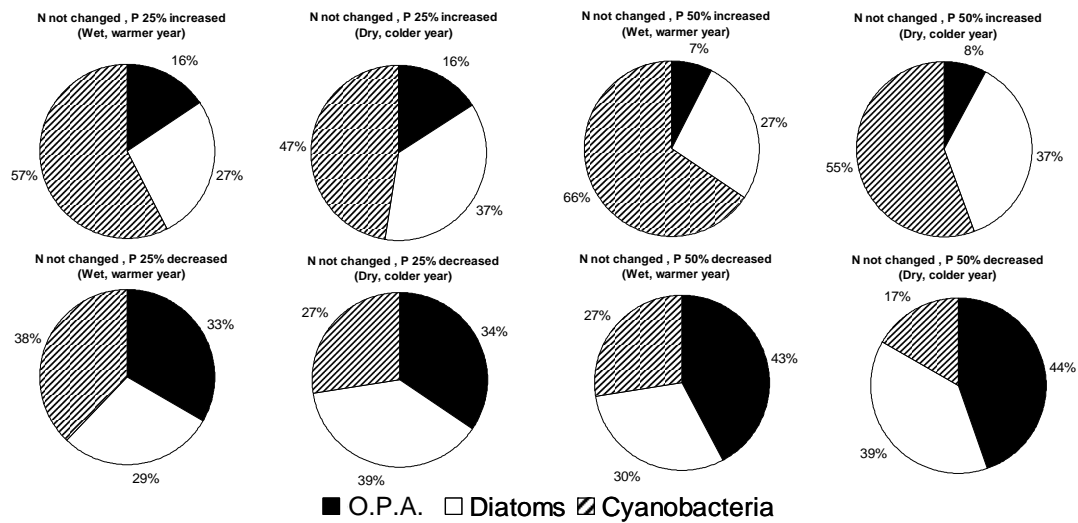 N not changed , P 25% increased
(Wet, warmer year)
16%
27%
57%
N not changed , P 25% increased
(Dry, colder year)
16%
37%
47%
N not changed , P 50% increased
(Wet, warmer year)
7%
27%
66%
N not changed , P 50% increased
(Dry, colder year)
8%
37%
55%
N not changed , P 25% decreased
(Wet, warmer year)
33%
29%
38%
N not changed , P 25% decreased
(Dry, colder year)
34%
39%
27%
N not changed , P 50% decreased
(Wet, warmer year)
43%
30%
27%
N not changed , P 50% decreased
(Dry, colder year)
44%
39%
17%
O.P.A. Diatoms Cyanobacteria